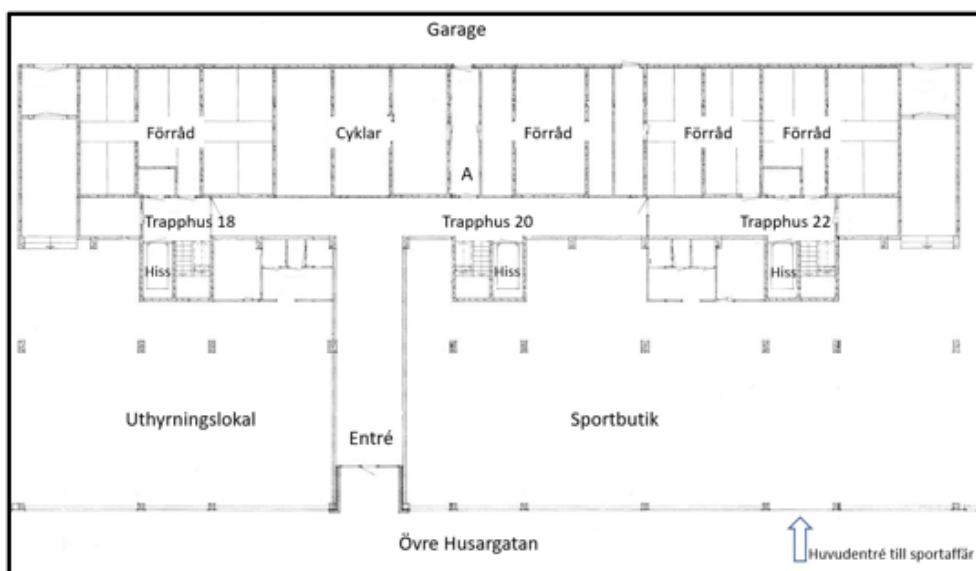 Garage
Förråd
Cyklar
Förråd
Förråd
Förråd
A
Trapphus 18
Trapphus 20
Trapphus 22
Hiss
Hiss
Hiss
Uthyrningslokal
Entré
Sportbutik
Övre Husargatan
Huvudentré till sportaffär